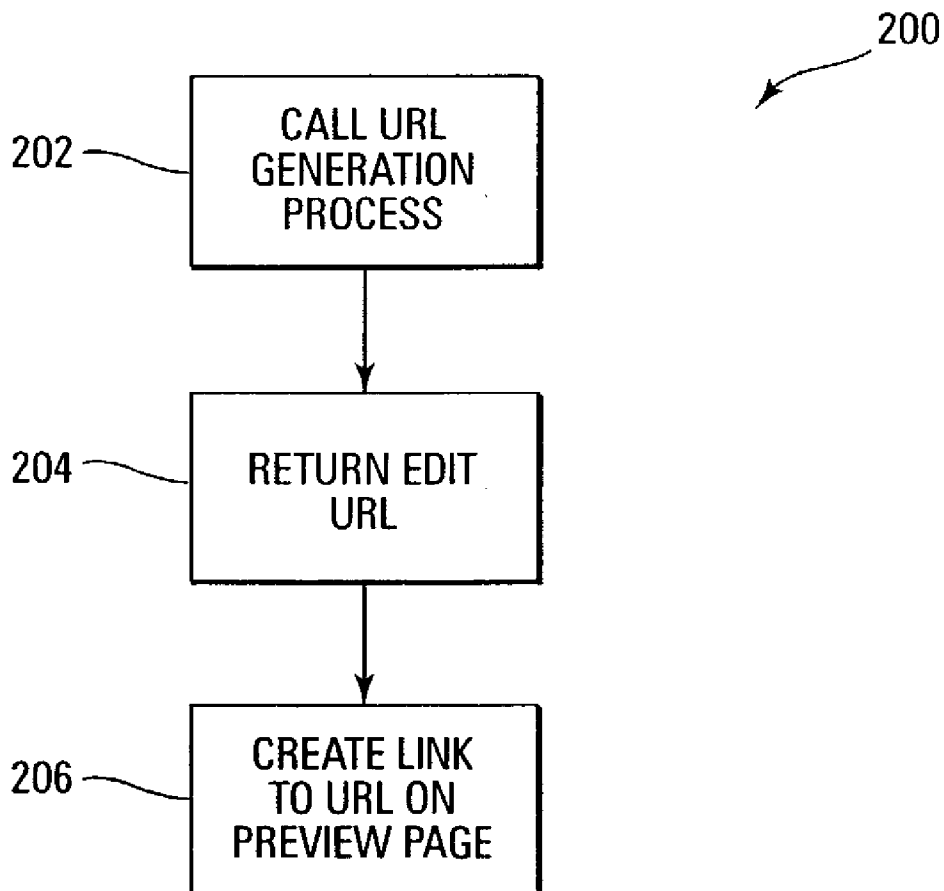 200
202
CALL URL
GENERATION
PROCESS
204
RETURN EDIT
URL
206
CREATE LINK
TO URL ON
PREVIEW PAGE